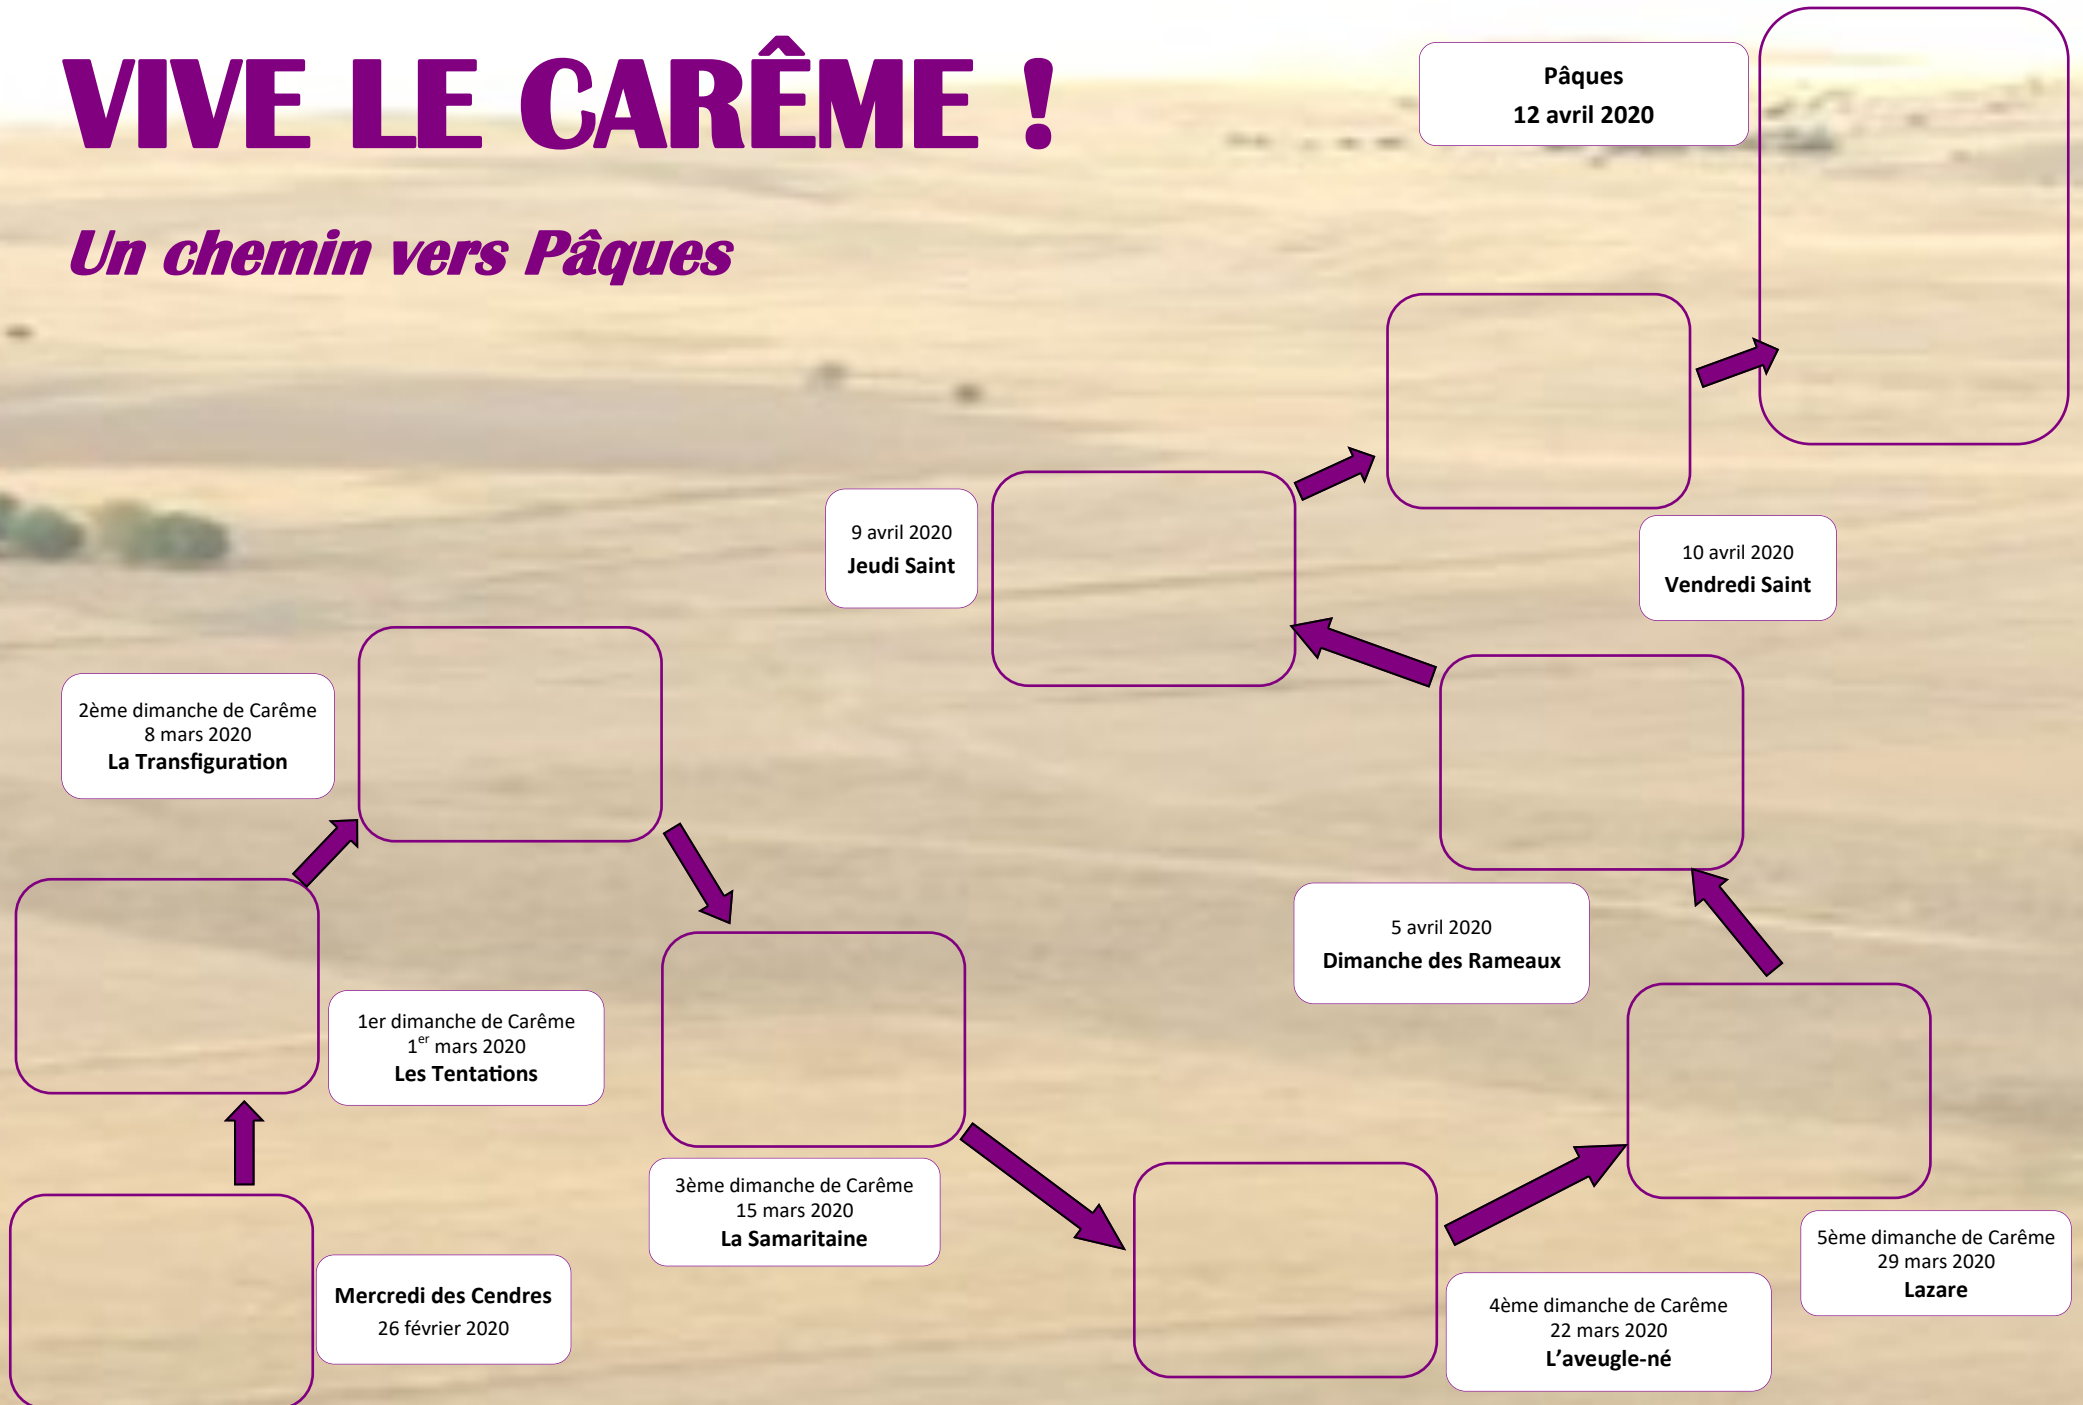 VIVE LE CARÊME !
Un chemin vers Pâques
Pâques
12 avril 2020
9 avril 2020
Jeudi Saint
10 avril 2020
Vendredi Saint
2ème dimanche de Carême
8 mars 2020
La Transfiguration
5 avril 2020
Dimanche des Rameaux
1er dimanche de Carême
1er mars 2020
Les Tentations
3ème dimanche de Carême
15 mars 2020
La Samaritaine
5ème dimanche de Carême
29 mars 2020
Lazare
Mercredi des Cendres
26 février 2020
4ème dimanche de Carême
22 mars 2020
L’aveugle-né